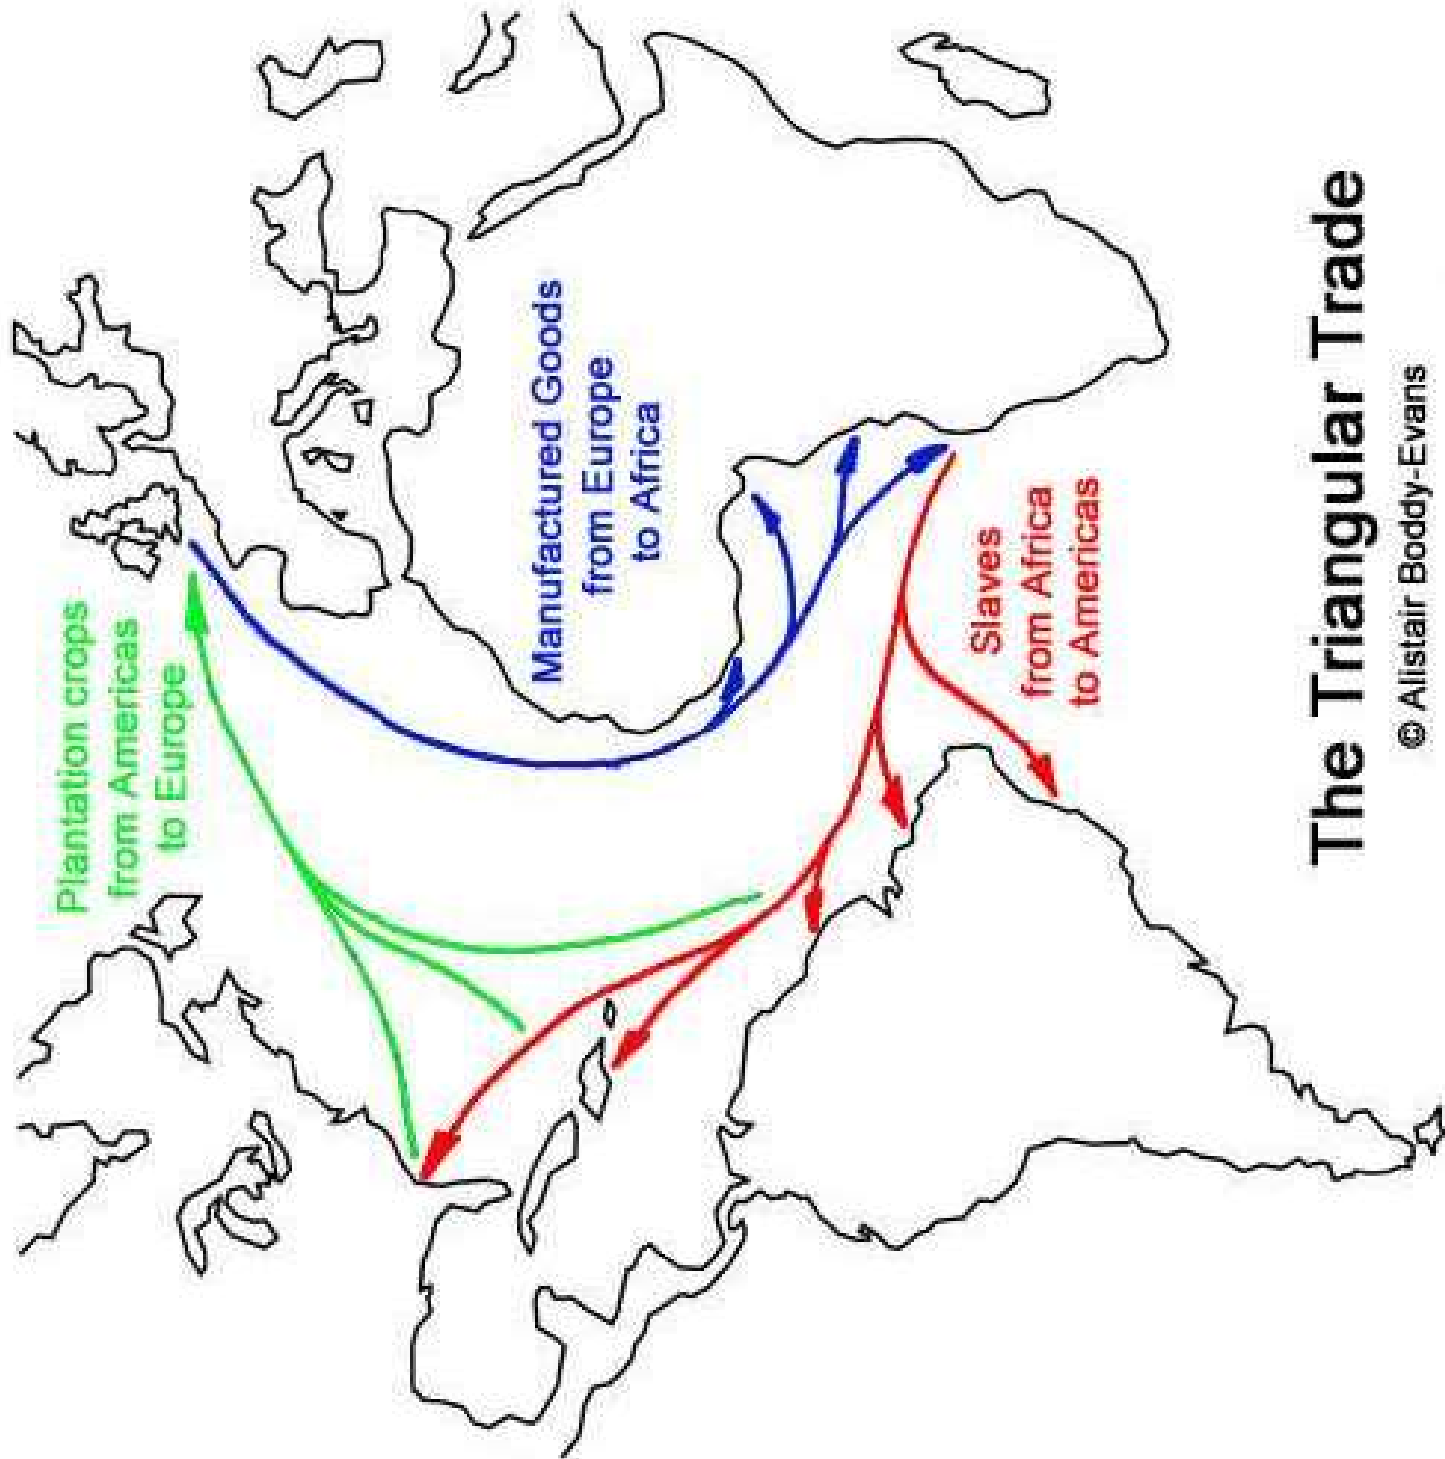 Plantation crops
from Americas
to Europe
Manufactured Goods
from Europe
to Africa
Slaves
from Africa
to Americas
The Triangular Trade
© Alistair Boddy-Evans